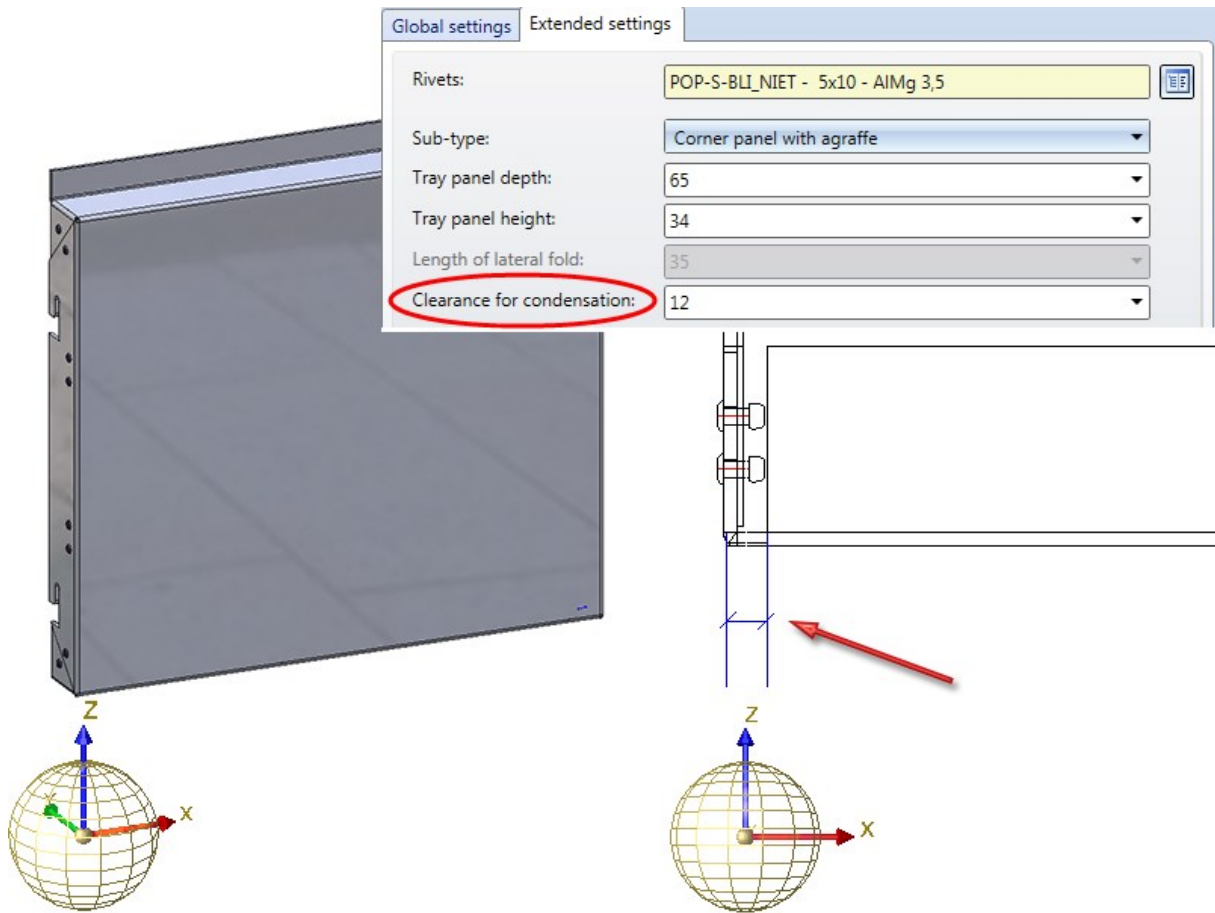 Global settings Extended settings
Rivets: POP-S-BLI_NIET - 5x10 - AlMg 3,5
Sub-type: Corner panel with agraffe
Tray panel depth: 65
Tray panel height: 34
Length of lateral fold: 35
Clearance for condensation: 12
Z
Y X
Z
X